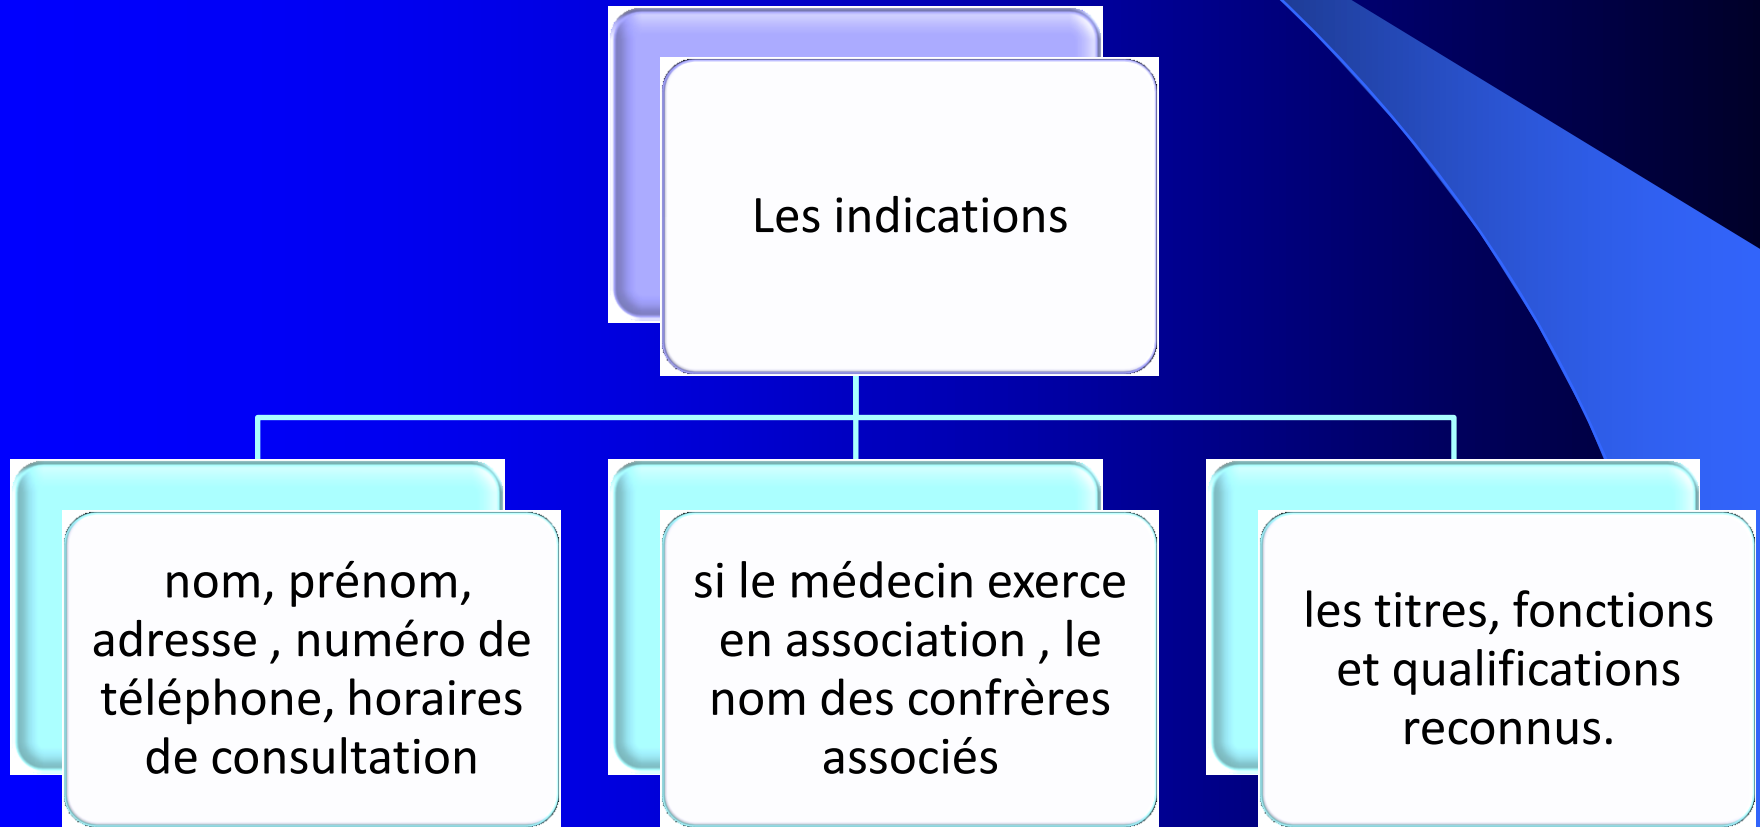 Les indications
nom, prénom,
adresse , numéro de
téléphone, horaires
de consultation
si le médecin exerce
en association , le
nom des confrères
associés
les titres, fonctions
et qualifications
reconnus.